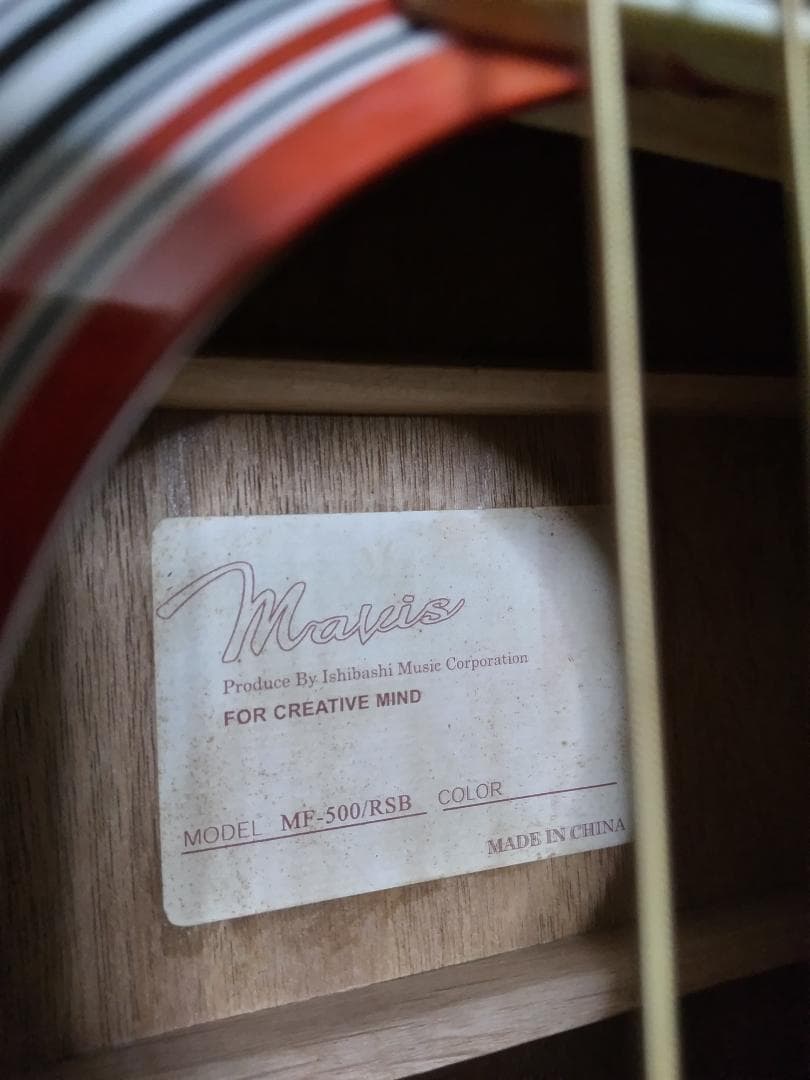 Mavis
Produce By Ishibashi Music Corporation
FOR CREATIVE MIND
MODEL MF-500/RSB COLOR
MADE IN CHINA